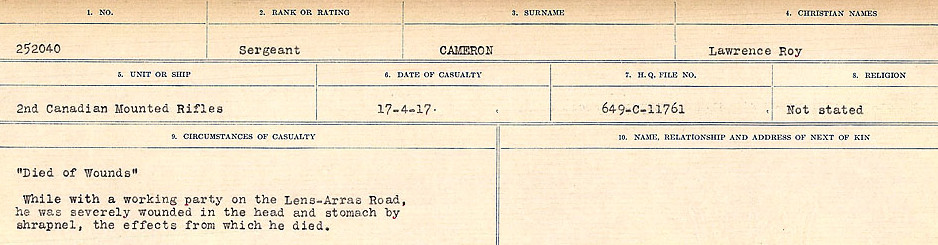 1. NO. 2. RANK OR RATING 3. SURNAME 4. CHRISTIAN NAMES
252040 Sergeant CAMERON Lawrence Roy
5. UNIT OR SHIP 6. DATE OF CASUALTY 7. H.Q. FILE NO. 8. RELIGION
2nd Canadian Mounted Rifles 17-4-17. 649-C-11761 Not stated
9. CIRCUMSTANCES OF CASUALTY 10. NAME, RELATIONSHIP AND ADDRESS OF NEXT OF KIN
"Died of Wounds"
While with a working party on the Lens-Arras Road,
he was severely wounded in the head and stomach by
shrapnel, the effects from which he died.